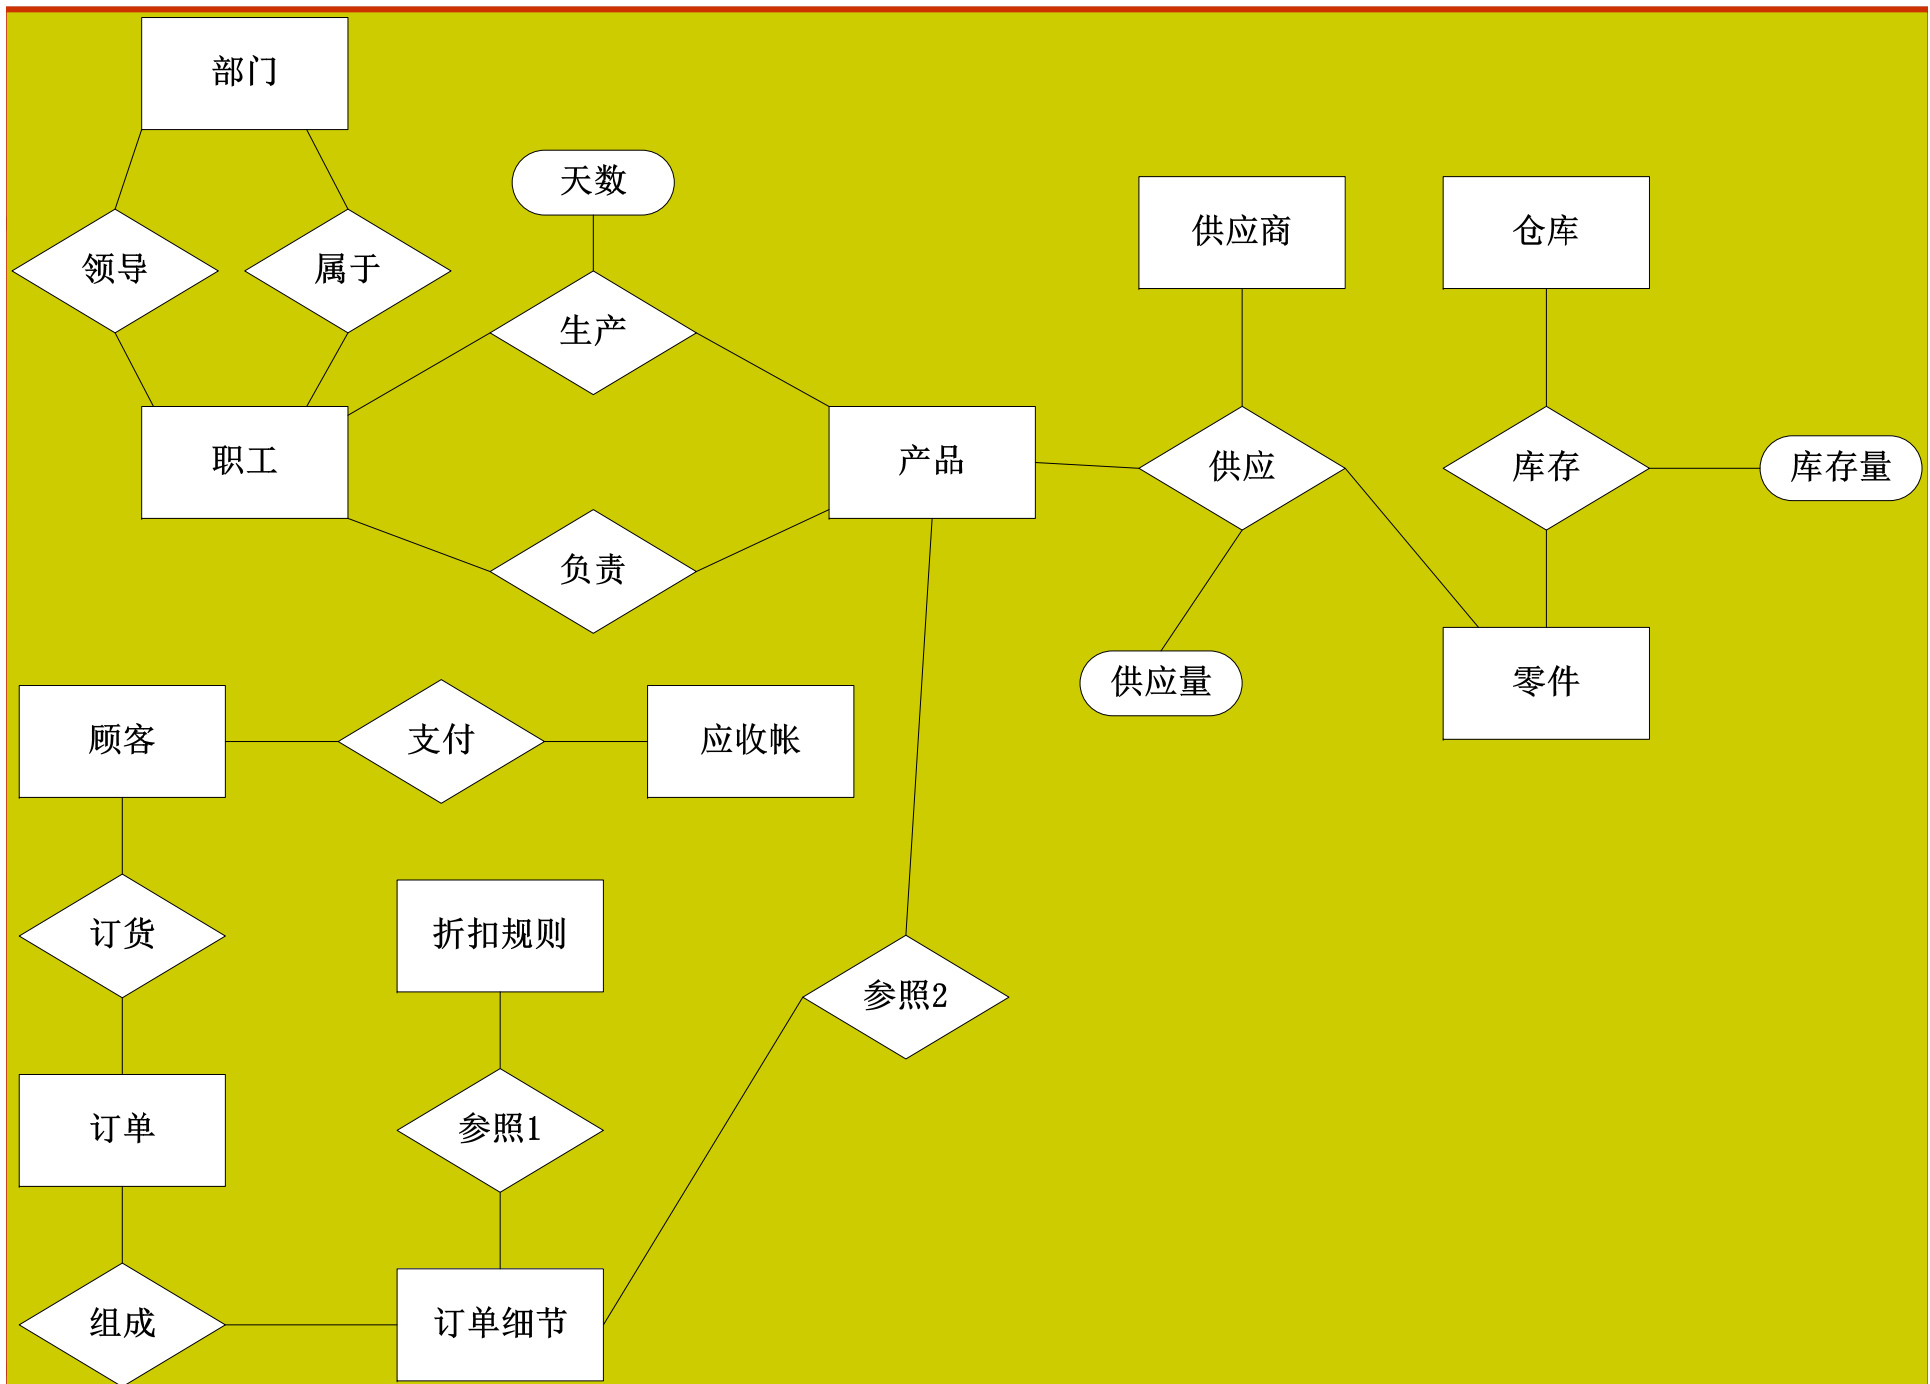 部门
天数
供应商
仓库
领导
属于
生产
职工
产品
供应
库存
库存量
负责
供应量
零件
顾客
支付
应收帐
订货
折扣规则
参照2
订单
参照1
组成
订单细节